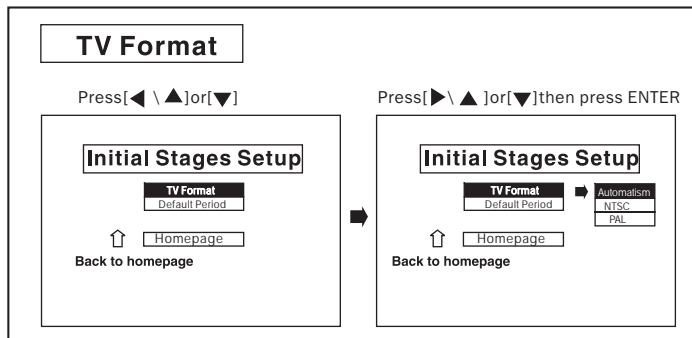 TV Format
Press[◀ \ ▲]or[▼]
Initial Stages Setup
TV Format
Default Period
Homepage
Back to homepage
Press[▶\ ▲ ]or[▼]then press ENTER
Initial Stages Setup
TV Format
Default Period
Automatism
NTSC
PAL
Homepage
Back to homepage